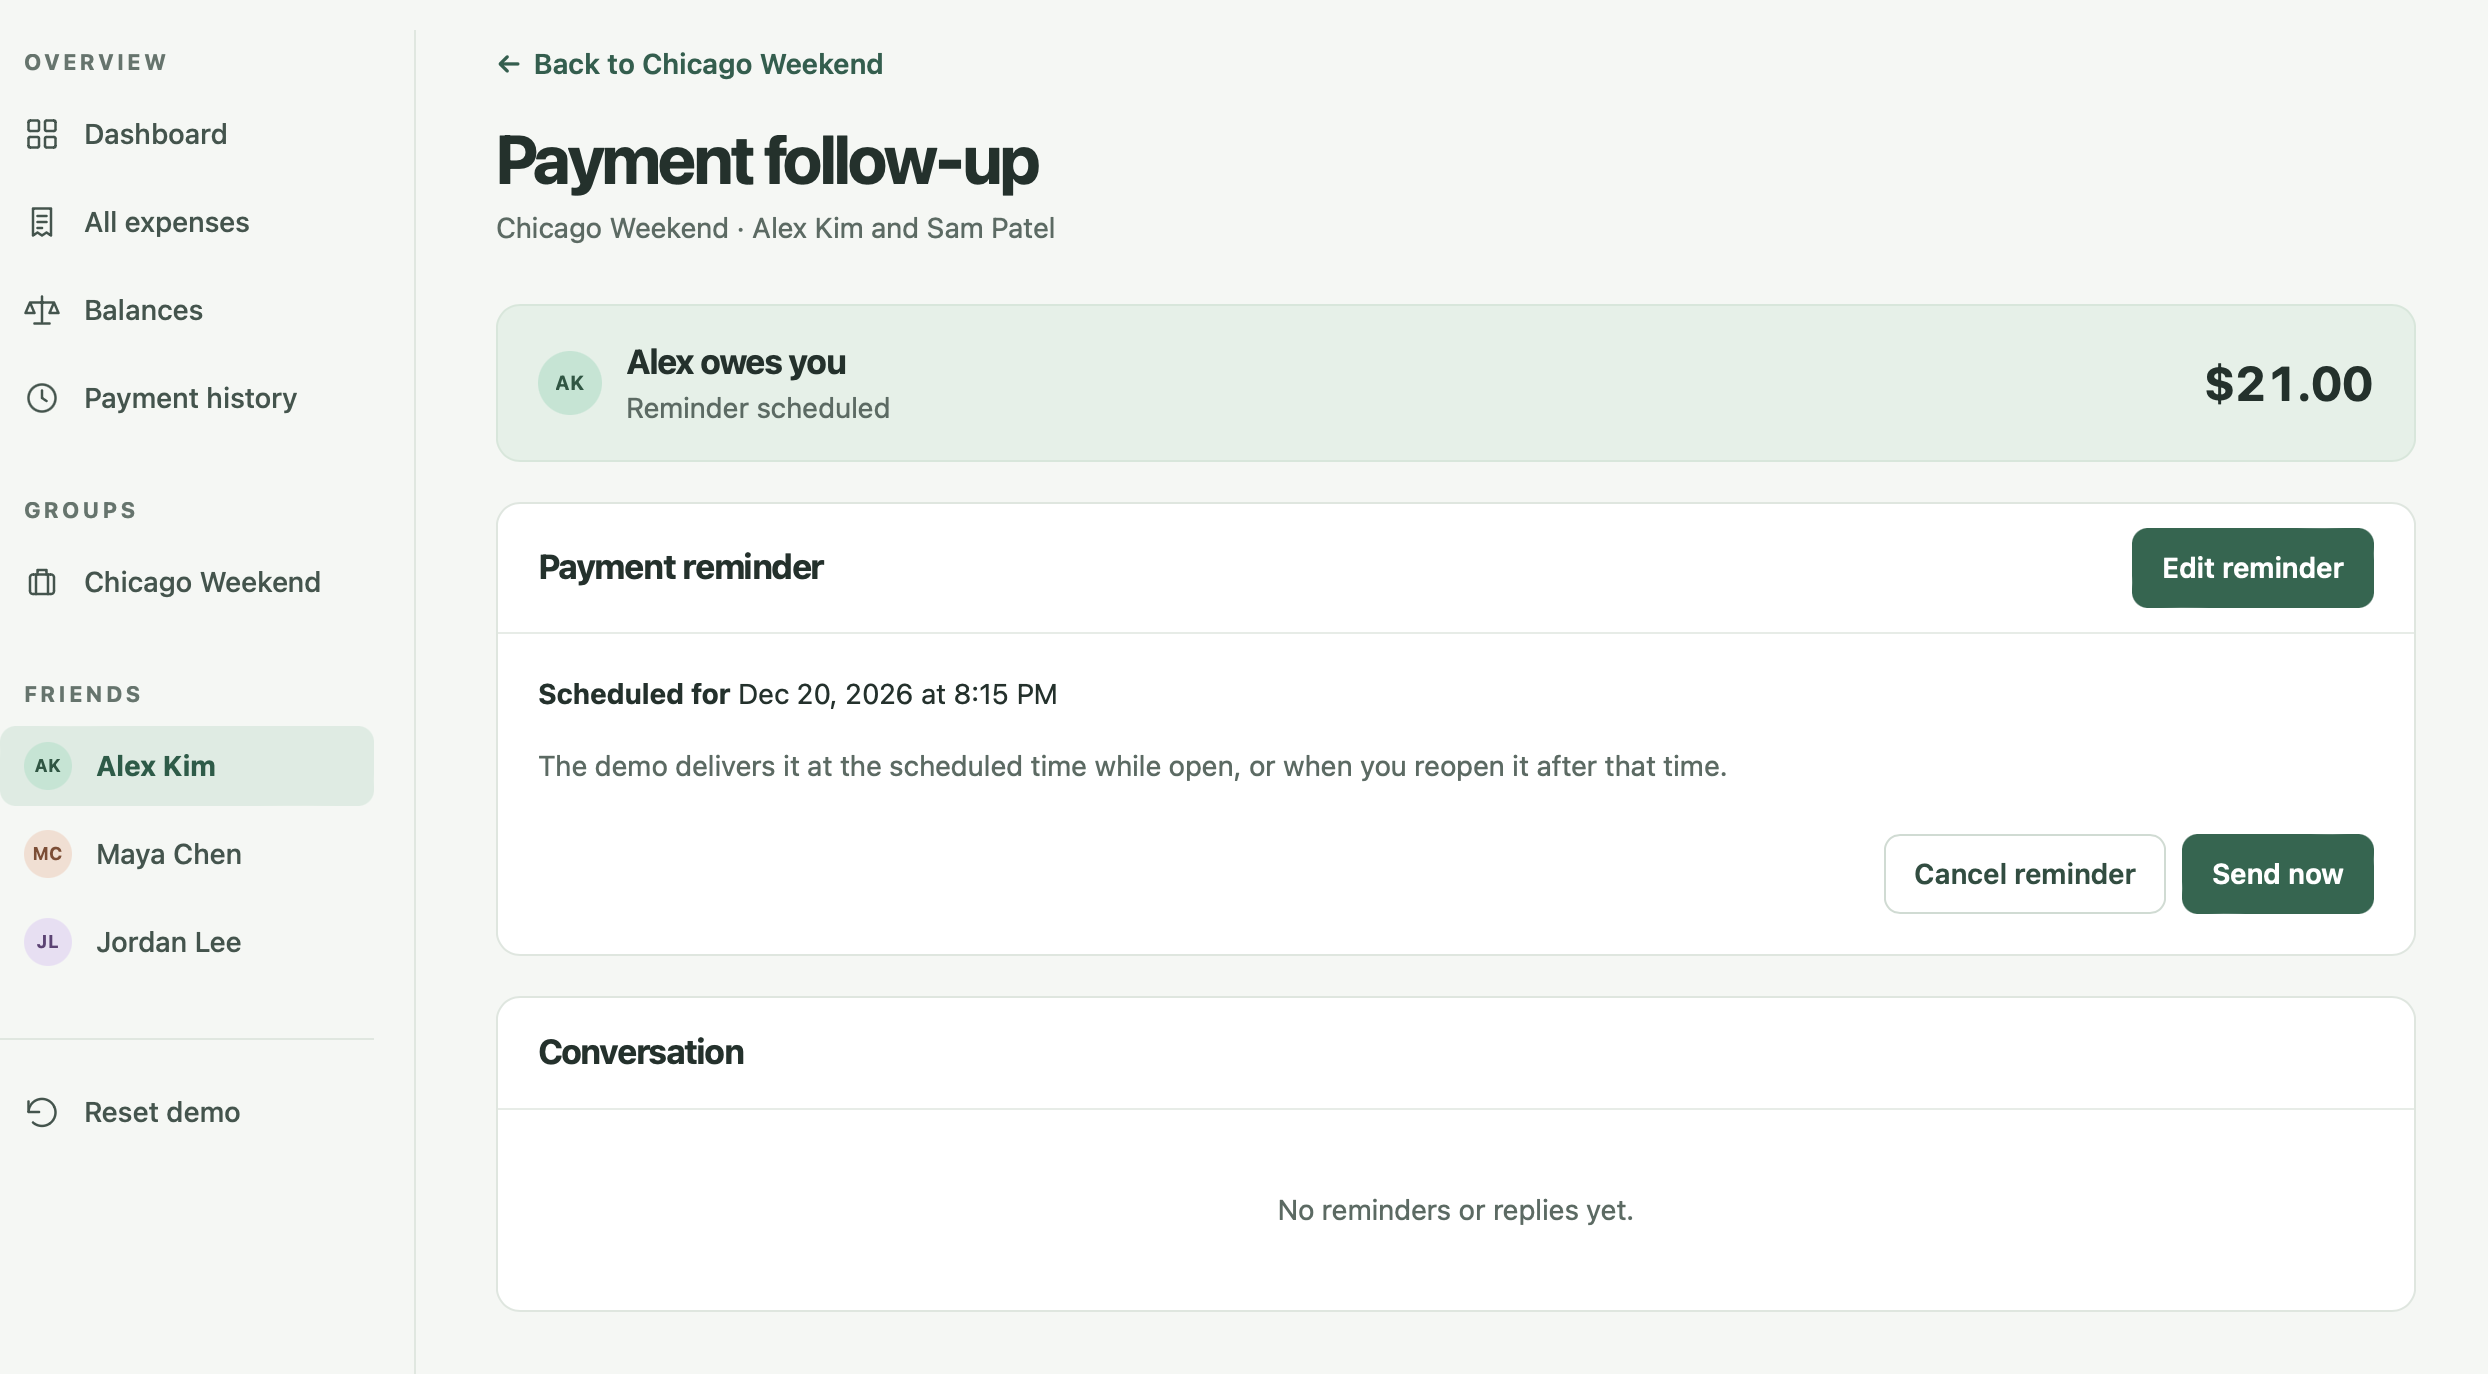 OVERVIEW
Dashboard
All expenses
Balances
Payment history
GROUPS
Chicago Weekend
FRIENDS
AK Alex Kim
MC Maya Chen
JL Jordan Lee
Reset demo
← Back to Chicago Weekend
Payment follow-up
Chicago Weekend · Alex Kim and Sam Patel
AK
Alex owes you
Reminder scheduled
$21.00
Payment reminder
Edit reminder
Scheduled for Dec 20, 2026 at 8:15 PM
The demo delivers it at the scheduled time while open, or when you reopen it after that time.
Cancel reminder
Send now
Conversation
No reminders or replies yet.